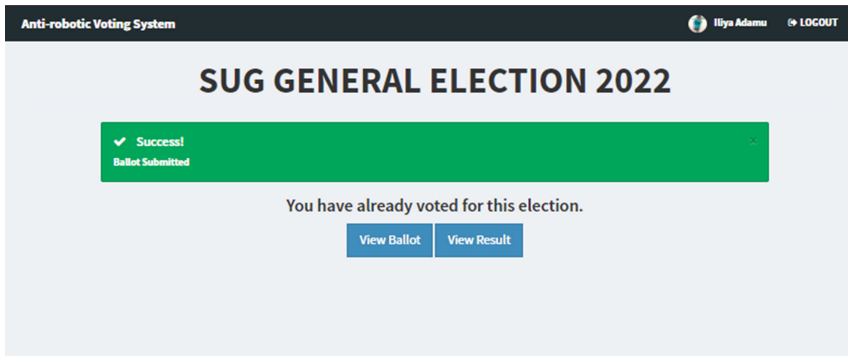 Anti-robotic Voting System
Iliya Adamu
LOGOUT
SUG GENERAL ELECTION 2022
Success!
×
Ballot Submitted
You have already voted for this election.
View Ballot
View Result